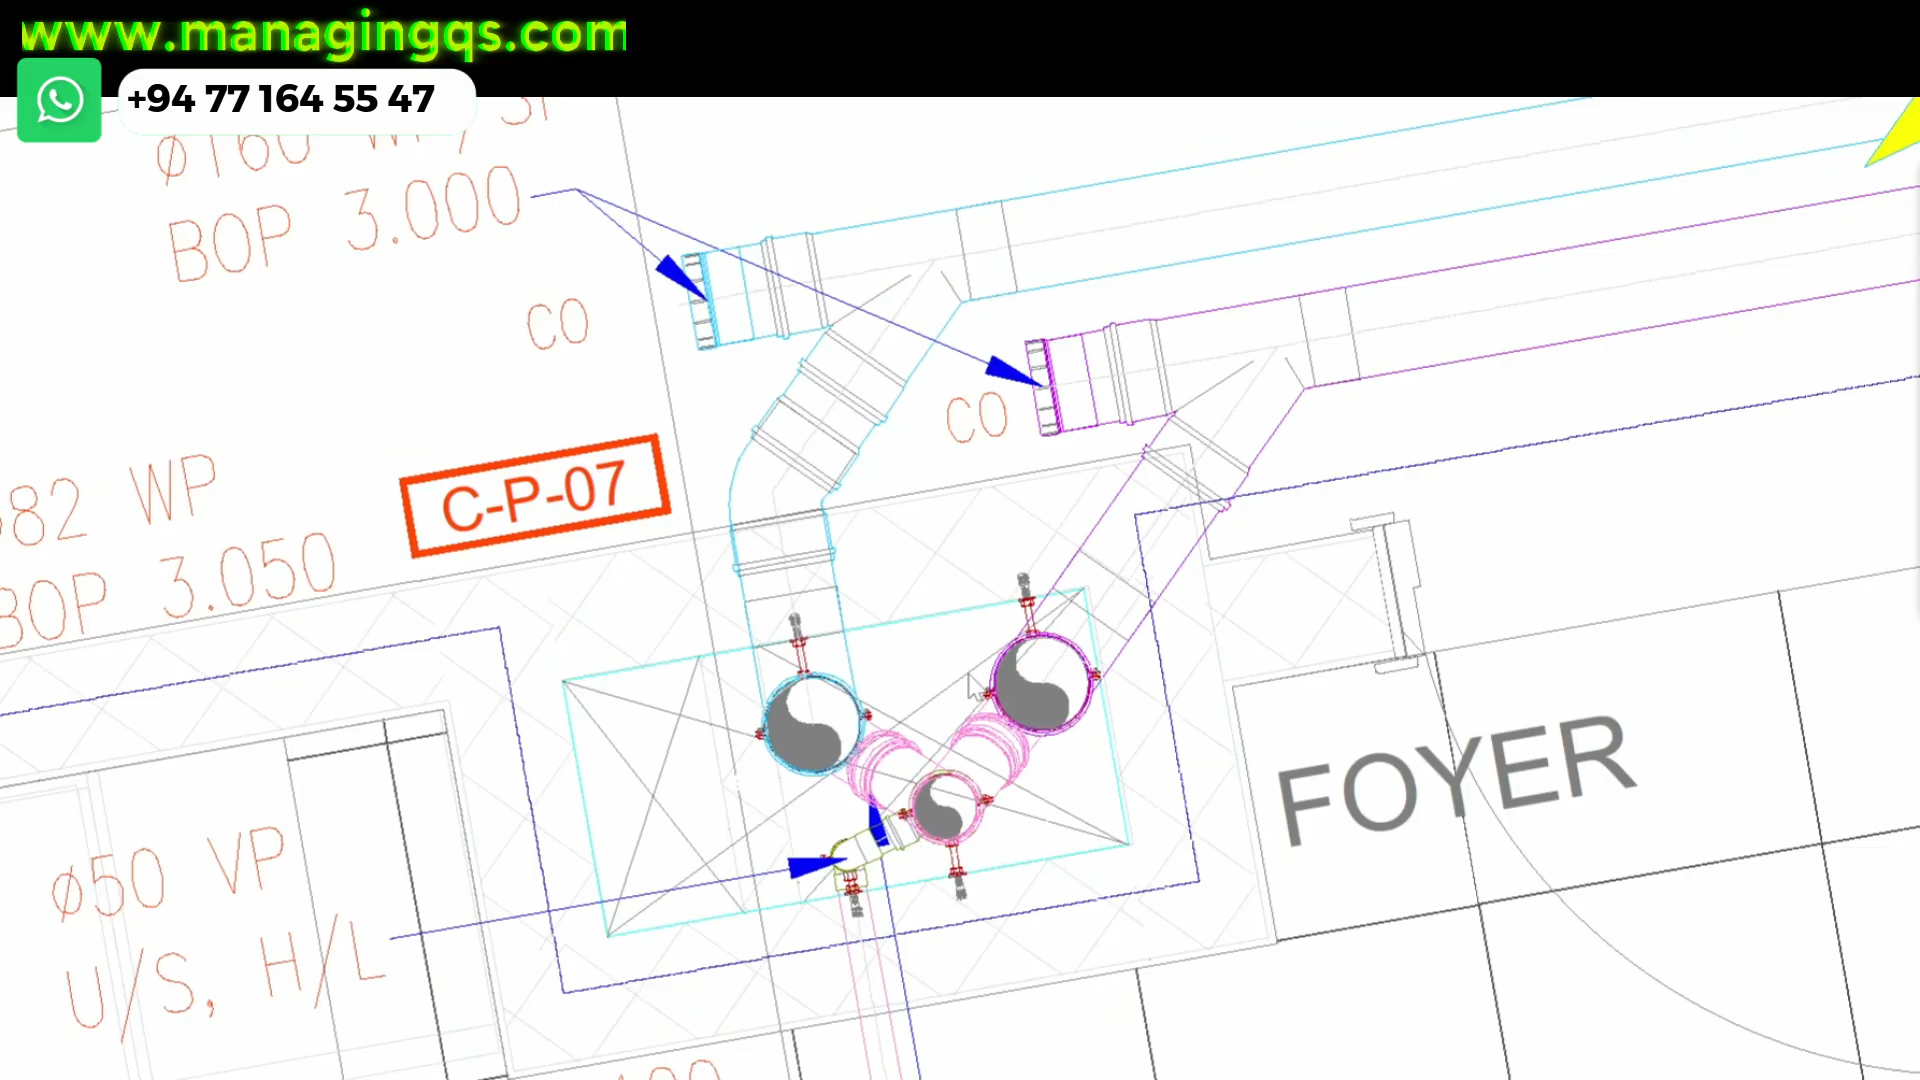 www.managingqs.com
+94 77 164 55 47
BOP 3.000
CO
CO
C-P-07
82 WP
BOP 3.050
FOYER
ø50 VP
U/S, H/L